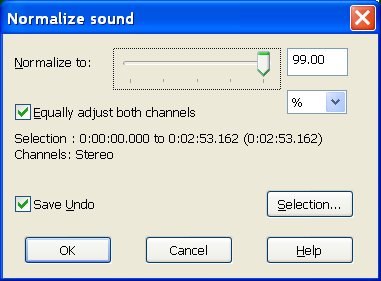 Normalize sound
Normalize to:
99.00
%
Equally adjust both channels
Selection : 0:00:00.000 to 0:02:53.162 (0:02:53.162)
Channels: Stereo
Save Undo
Selection...
OK
Cancel
Help